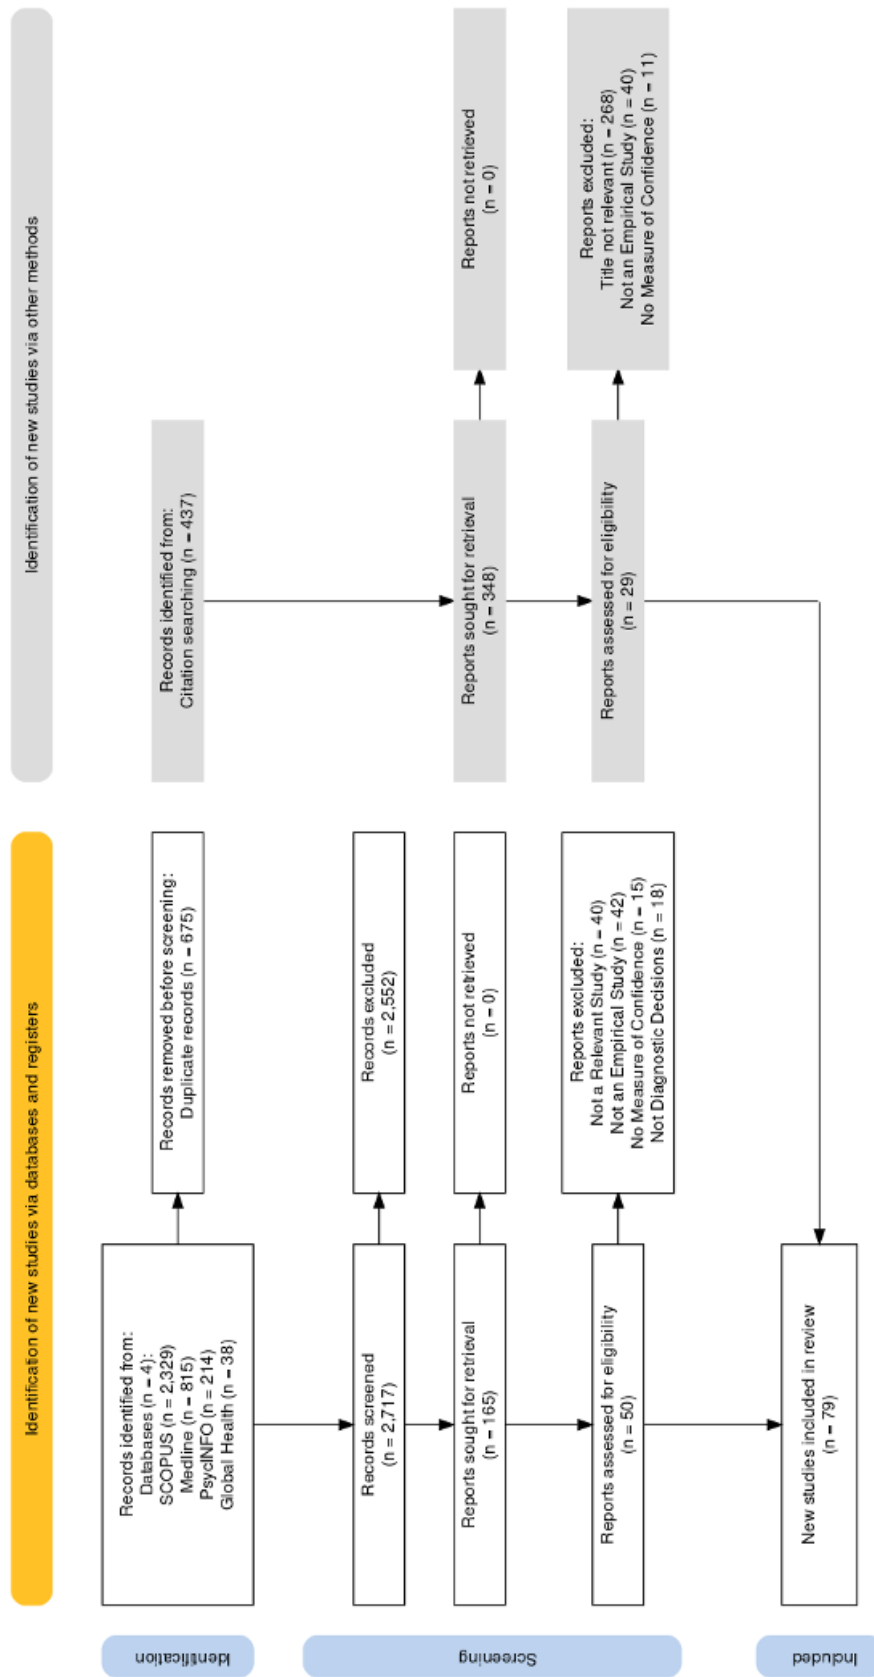 Identification of new studies via databases and registers
Identification of new studies via other methods
Identification
Records identified from:
Databases (n = 4):
SCOPUS (n = 2,329)
Medline (n = 815)
PsycINFO (n = 214)
Global Health (n = 38)
Records removed before screening:
Duplicate records (n = 675)
Records identified from:
Citation searching (n = 437)
Screening
Records screened
(n = 2,717)
Records excluded
(n = 2,552)
Reports sought for retrieval
(n = 165)
Reports not retrieved
(n = 0)
Reports sought for retrieval
(n = 348)
Reports not retrieved
(n = 0)
Reports assessed for eligibility
(n = 50)
Reports excluded:
Not a Relevant Study (n = 40)
Not an Empirical Study (n = 42)
No Measure of Confidence (n = 15)
Not Diagnostic Decisions (n = 18)
Reports assessed for eligibility
(n = 29)
Reports excluded:
Title not relevant (n = 268)
Not an Empirical Study (n = 40)
No Measure of Confidence (n = 11)
Included
New studies included in review
(n = 79)